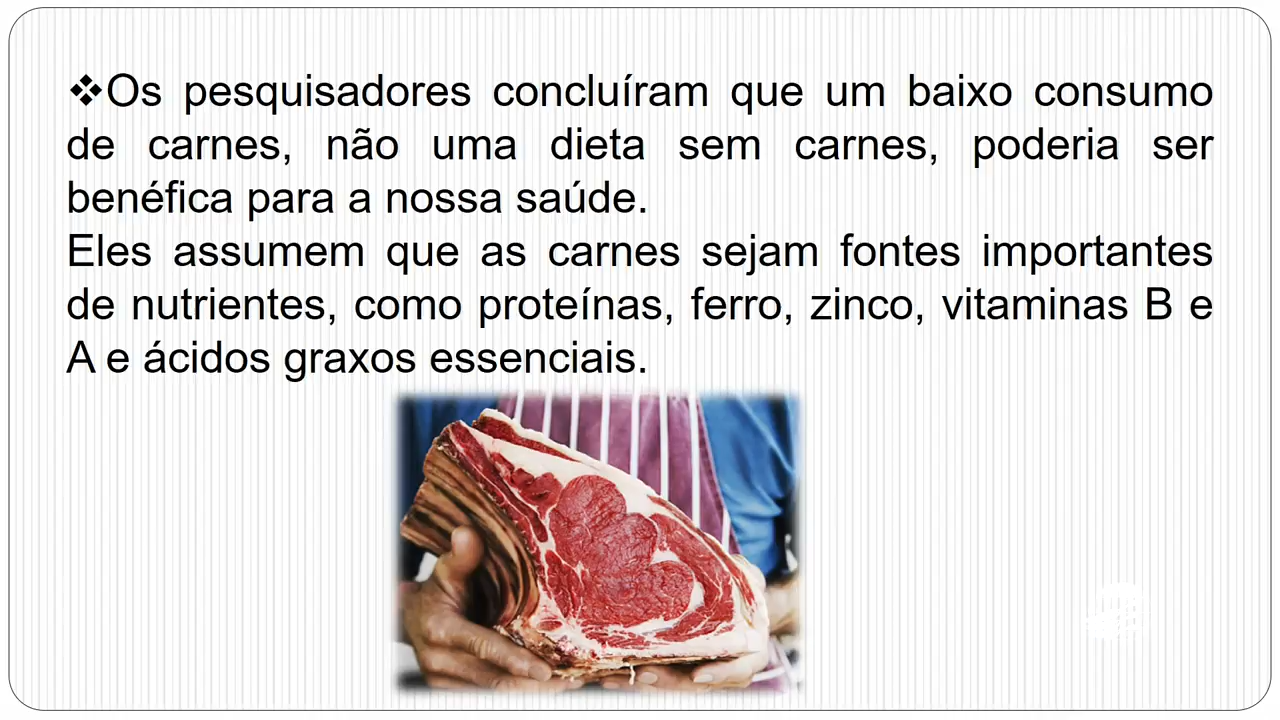 ❖Os pesquisadores concluíram que um baixo consumo
de carnes, não uma dieta sem carnes, poderia ser
benéfica para a nossa saúde.
Eles assumem que as carnes sejam fontes importantes
de nutrientes, como proteínas, ferro, zinco, vitaminas B e
A e ácidos graxos essenciais.